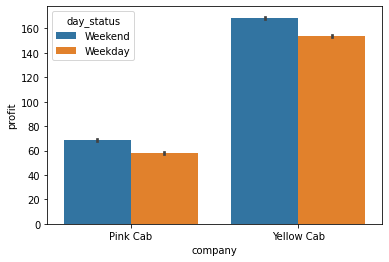 day_status
Weekend
Weekday
profit
160
140
120
100
80
60
40
20
0
Pink Cab
Yellow Cab
company